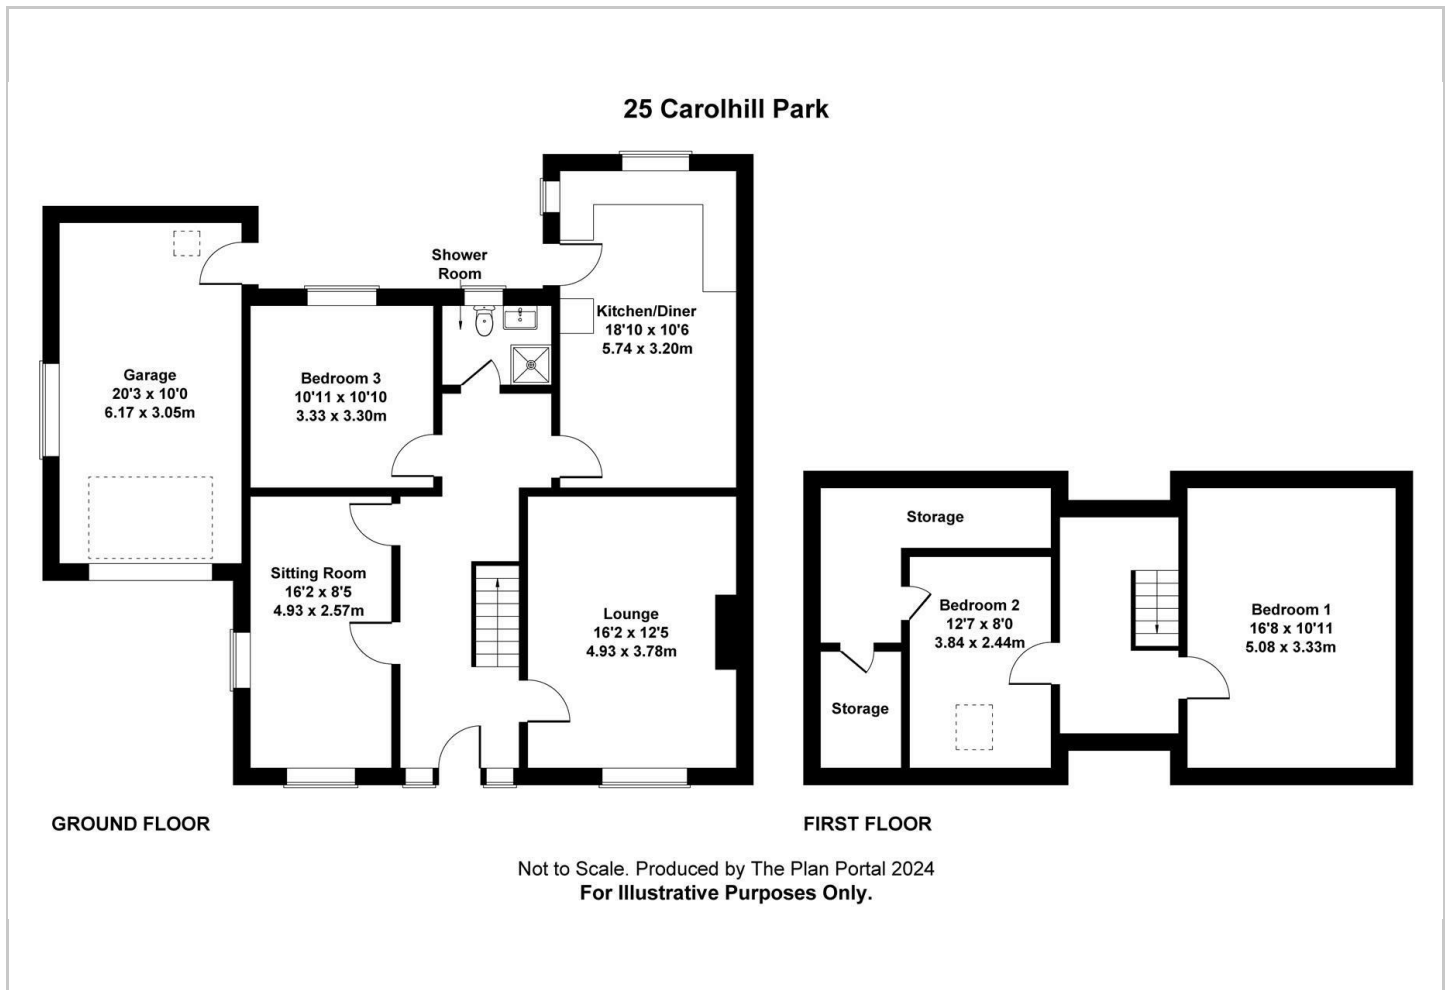 25 Carolhill Park
Shower
Room
Kitchen/Diner
18'10 x 10'6
5.74 x 3.20m
Garage
20'3 x 10'0
6.17 x 3.05m
Bedroom 3
10'11 x 10'10
3.33 x 3.30m
Sitting Room
16'2 x 8'5
4.93 x 2.57m
Lounge
16'2 x 12'5
4.93 x 3.78m
Storage
Bedroom 2
12'7 x 8'0
3.84 x 2.44m
Bedroom 1
16'8 x 10'11
5.08 x 3.33m
Storage
GROUND FLOOR
FIRST FLOOR
Not to Scale. Produced by The Plan Portal 2024
For Illustrative Purposes Only.